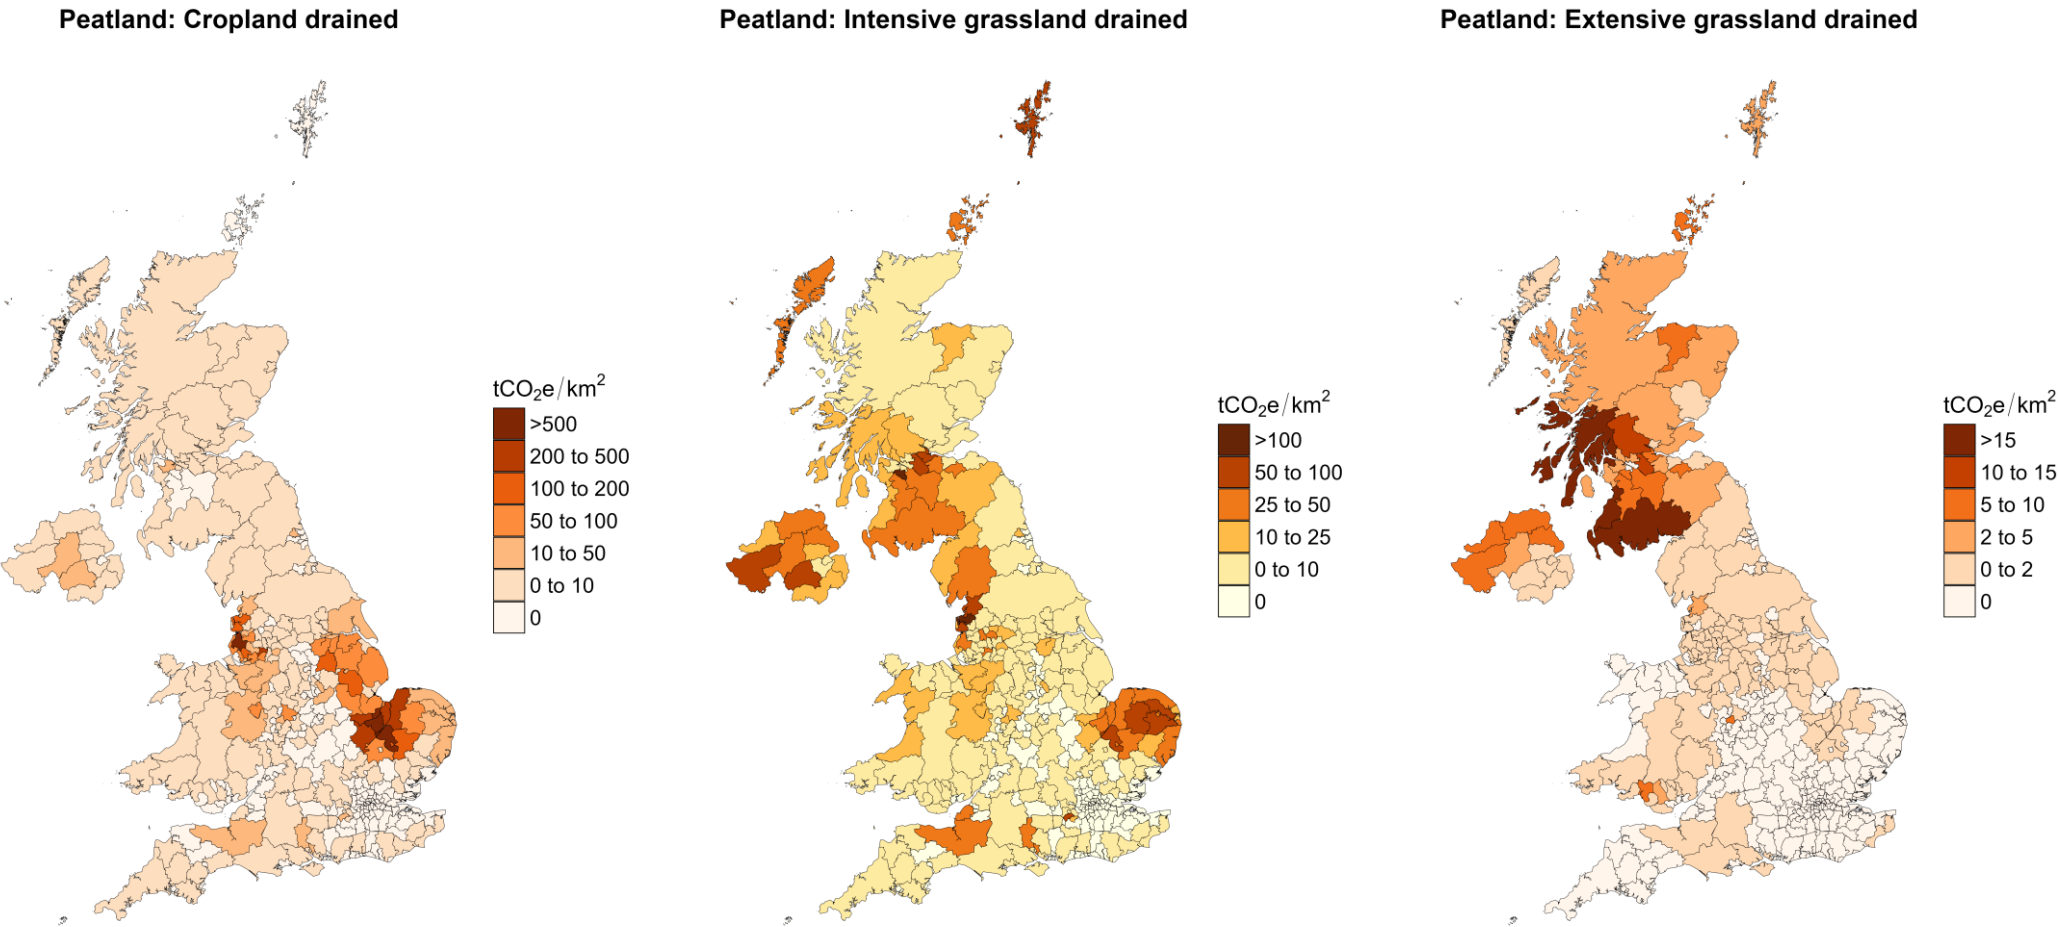 Peatland: Cropland drained
Peatland: Intensive grassland drained
Peatland: Extensive grassland drained
tCO₂e/km²
>500
200 to 500
100 to 200
50 to 100
10 to 50
0 to 10
0
tCO₂e/km²
>100
50 to 100
25 to 50
10 to 25
0 to 10
0
tCO₂e/km²
>15
10 to 15
5 to 10
2 to 5
0 to 2
0